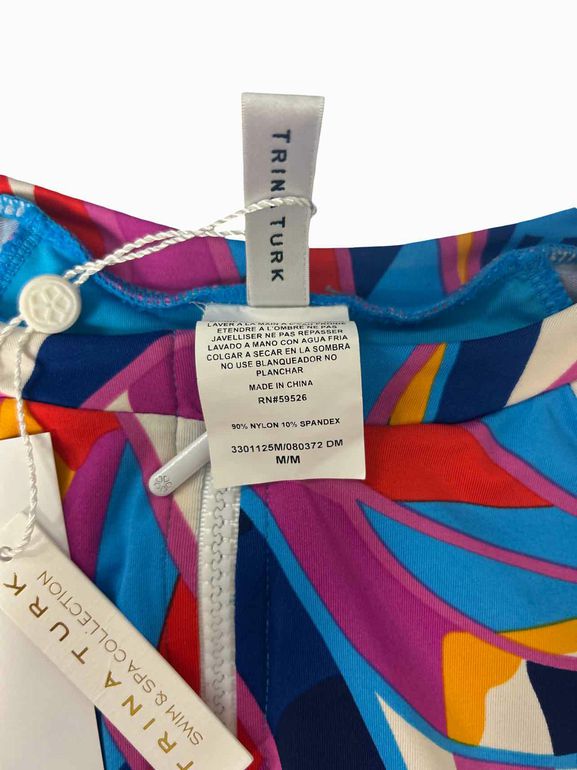 TRINA TURK
LAVER A LA MAIN A L'EAU FROIDE
ETENDRE A L'OMBRE NE PAS
JAVELLISER NE PAS REPASSER
LAVADO A MANO CON AGUA FRIA
COLGAR A SECAR EN LA SOMBRA
NO USE BLANQUEADOR NO
PLANCHAR
MADE IN CHINA
RN#59526
90% NYLON 10% SPANDEX
3301125M/080372 DM
M/M
TRINA TURK
SWIM & SPA COLLECTION